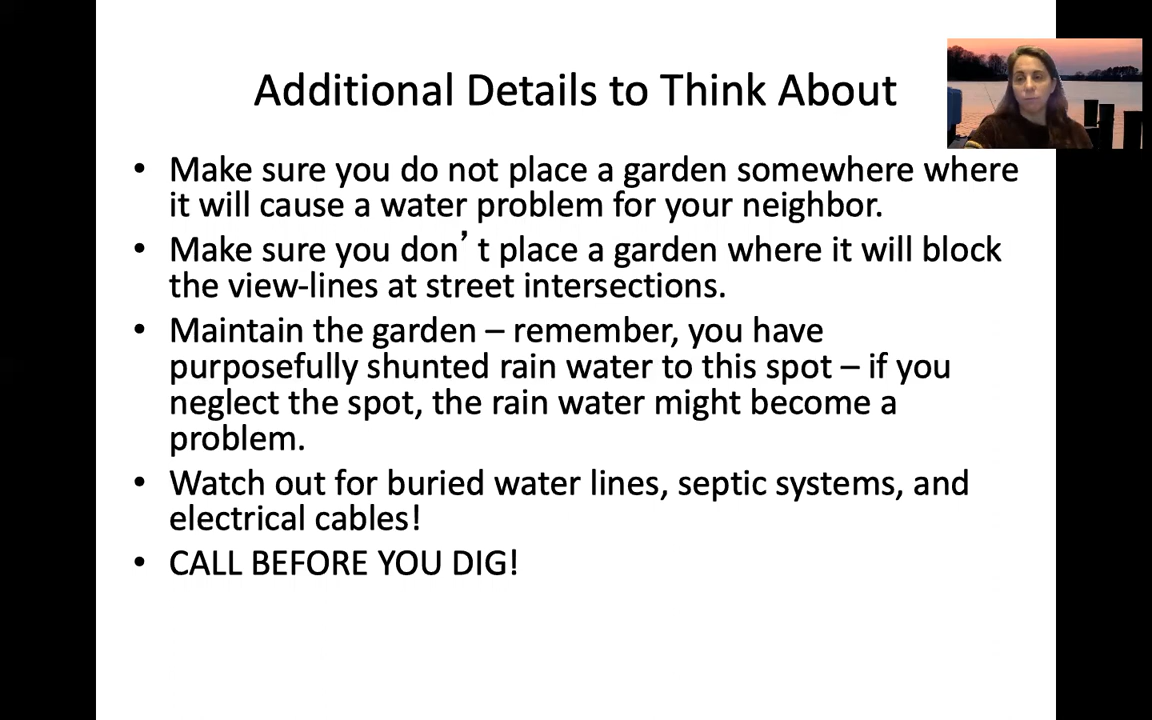 Additional Details to Think About
• Make sure you do not place a garden somewhere where
it will cause a water problem for your neighbor.
• Make sure you don’t place a garden where it will block
the view-lines at street intersections.
• Maintain the garden – remember, you have
purposefully shunted rain water to this spot – if you
neglect the spot, the rain water might become a
problem.
• Watch out for buried water lines, septic systems, and
electrical cables!
• CALL BEFORE YOU DIG!